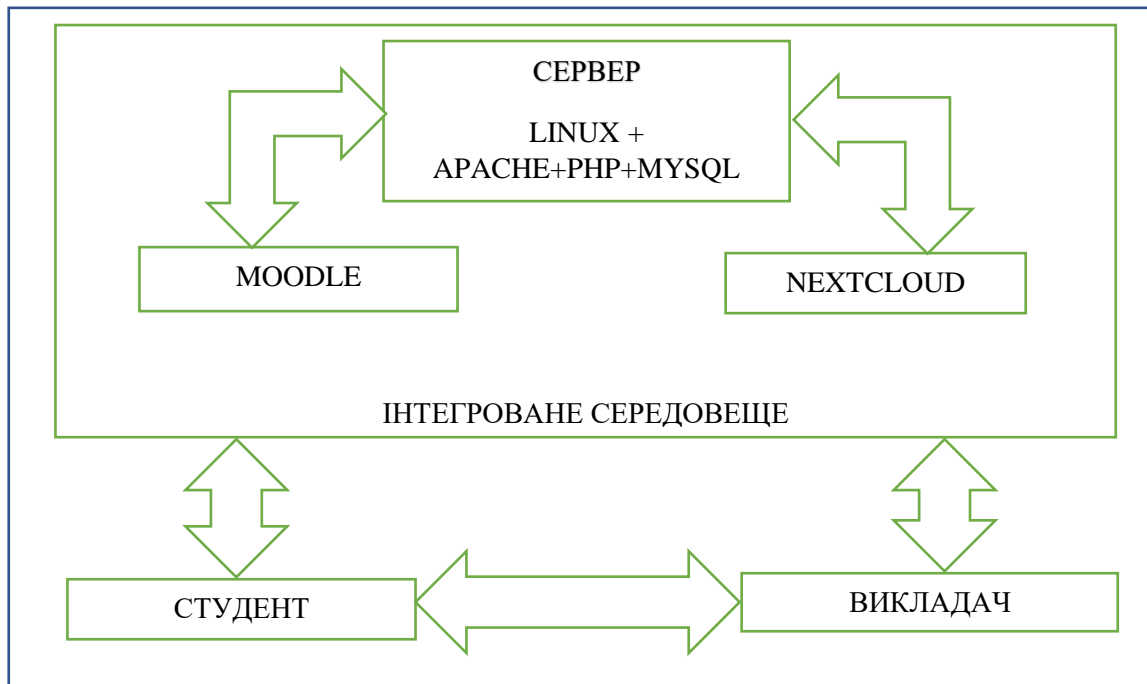 СЕРВЕР
LINUX +
APACHE+PHP+MYSQL
MOODLE
NEXTCLOUD
ІНТЕГРОВАНЕ СЕРЕДОВЕЩЕ
СТУДЕНТ
ВИКЛАДАЧ